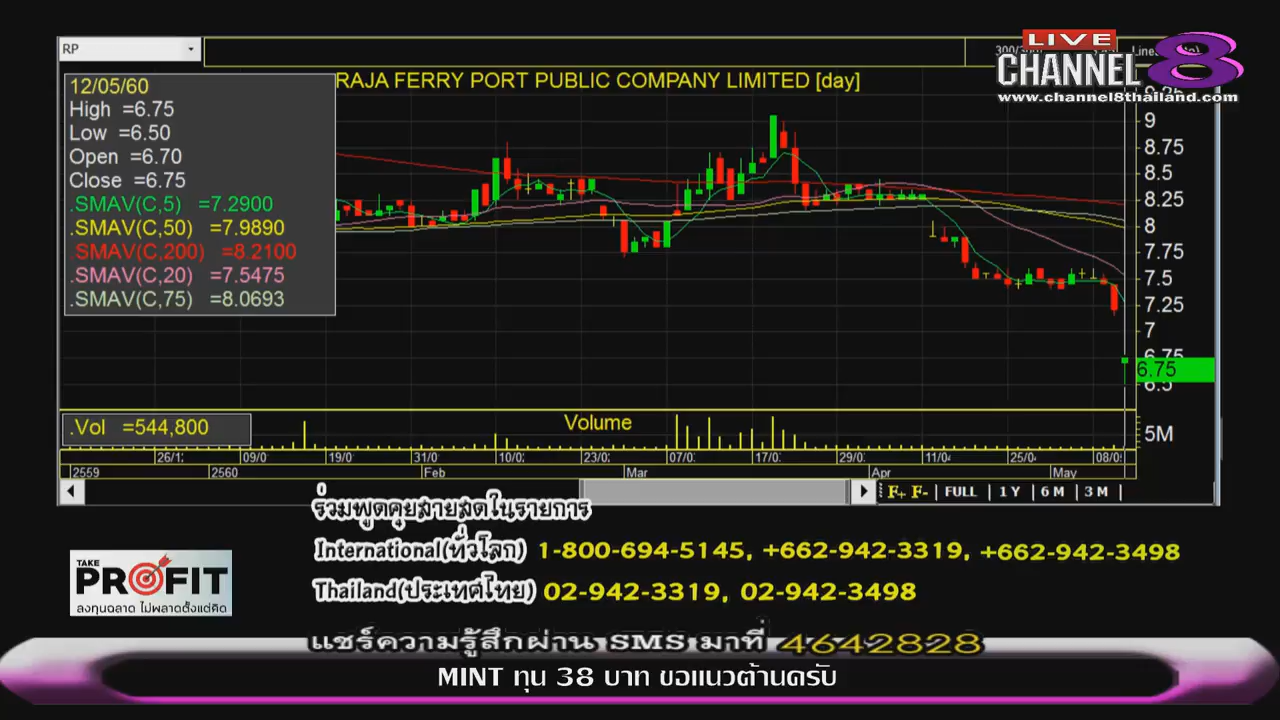 RP
LIVE
CHANNEL 8
www.channel8thailand.com
RAJA FERRY PORT PUBLIC COMPANY LIMITED [day]
12/05/60
High =6.75
Low =6.50
Open =6.70
Close =6.75
.SMAV(C,5) =7.2900
.SMAV(C,50) =7.9890
.SMAV(C,200) =8.2100
.SMAV(C,20) =7.5475
.SMAV(C,75) =8.0693
9
8.75
8.5
8.25
8
7.75
7.5
7.25
7
6.75
6.75
6.5
.Vol =544,800
Volume
5M
26/1; 09/0 19/0 31/0 10/0; 23/0; 07/0; 17/0; 29/0; 11/04 25/04 08/05
2559 2560 Feb Mar Apr May
F+ F- FULL 1 Y 6 M 3 M
ร่วมพูดคุยสายสดในรายการ
International(ทั่วโลก) 1-800-694-5145, +662-942-3319, +662-942-3498
Thailand(ประเทศไทย) 02-942-3319, 02-942-3498
TAKE
PROFIT
ลงทุนฉลาด ไม่พลาดตั้งแต่คิด
แชร์ความรู้สึกผ่าน SMS มาที่ 4642828
MINT ทุน 38 บาท ขอแนวต้านครับ